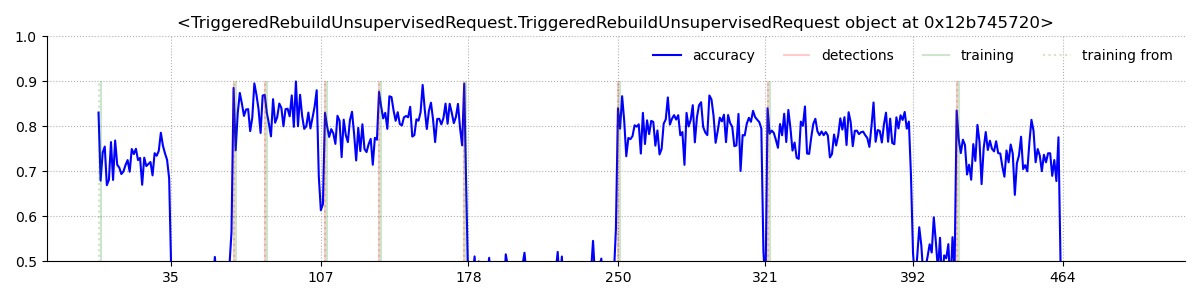 <TriggeredRebuildUnsupervisedRequest.TriggeredRebuildUnsupervisedRequest object at 0x12b745720>
accuracy detections training training from
1.0
0.9
0.8
0.7
0.6
0.5
35 107 178 250 321 392 464